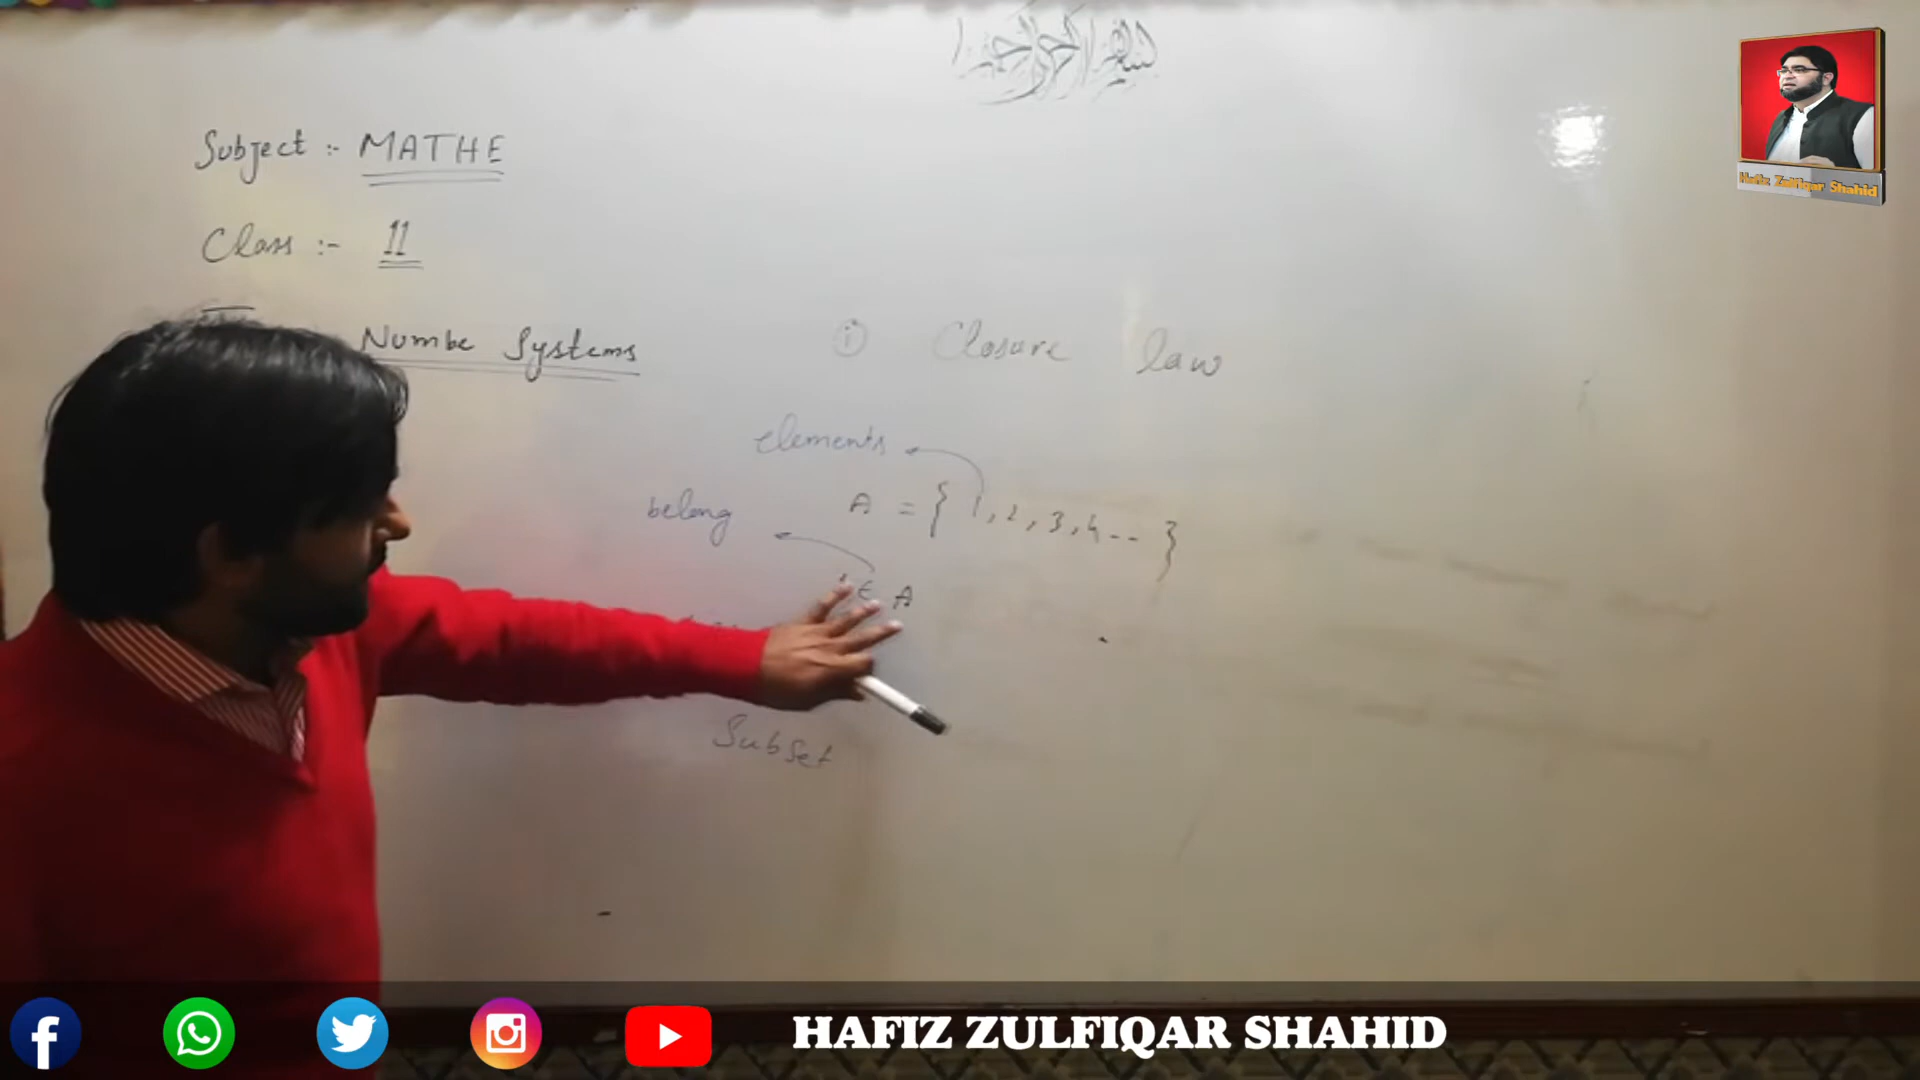 Subject :- MATHE
Class :- 11
Numbe Systems
i Closure law
elements
belong A = { 1, 2, 3, 4 -- }
∈ A
Subset
Hafiz Zulfiqar Shahid
HAFIZ ZULFIQAR SHAHID